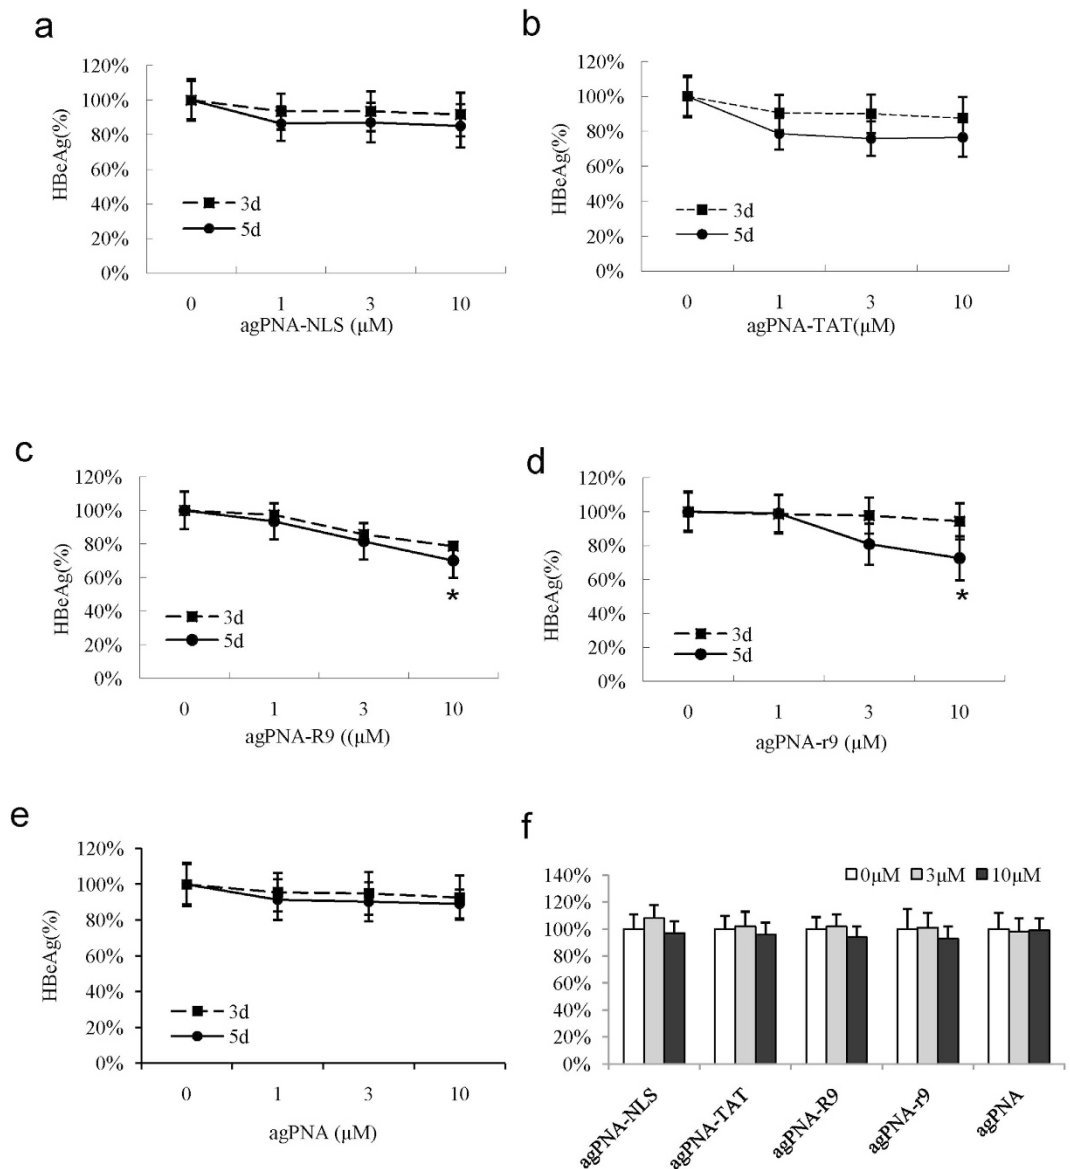 a
HBeAg(%)
120%
100%
80%
60%
40%
20%
0%
3d
5d
0 1 3 10
agPNA-NLS (μM)
b
HBeAg(%)
120%
100%
80%
60%
40%
20%
0%
3d
5d
0 1 3 10
agPNA-TAT(μM)
c
HBeAg(%)
120%
100%
80%
60%
40%
20%
0%
*
3d
5d
0 1 3 10
agPNA-R9 ((μM)
d
HBeAg(%)
120%
100%
80%
60%
40%
20%
0%
*
3d
5d
0 1 3 10
agPNA-r9 (μM)
e
HBeAg(%)
120%
100%
80%
60%
40%
20%
0%
3d
5d
0 1 3 10
agPNA (μM)
f
0μM 3μM 10μM
140%
120%
100%
80%
60%
40%
20%
0%
agPNA-NLS
agPNA-TAT
agPNA-R9
agPNA-r9
agPNA